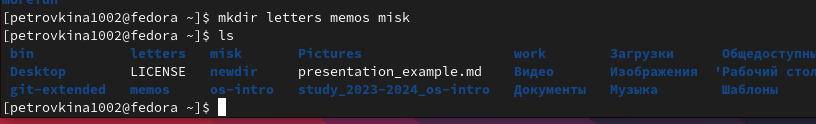 [petrovkina1002@fedora ~]$ mkdir letters memos misk
[petrovkina1002@fedora ~]$ ls
bin letters misk Pictures work Загрузки Общедоступны
Desktop LICENSE newdir presentation_example.md Видео Изображения 'Рабочий стол
git-extended memos os-intro study_2023-2024_os-intro Документы Музыка Шаблоны
[petrovkina1002@fedora ~]$